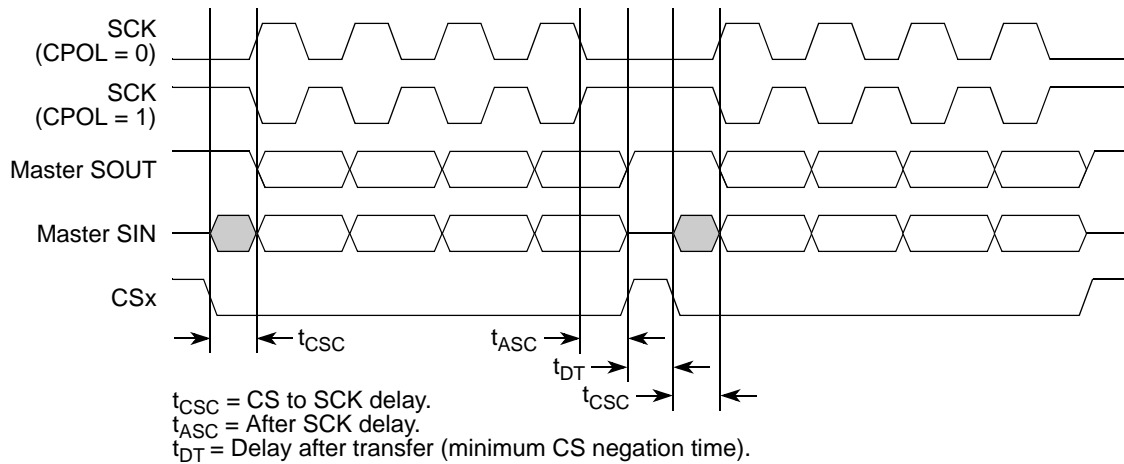 SCK
(CPOL = 0)
SCK
(CPOL = 1)
Master SOUT
Master SIN
CSx
tCSC
tASC
tDT
tCSC
tCSC = CS to SCK delay.
tASC = After SCK delay.
tDT = Delay after transfer (minimum CS negation time).